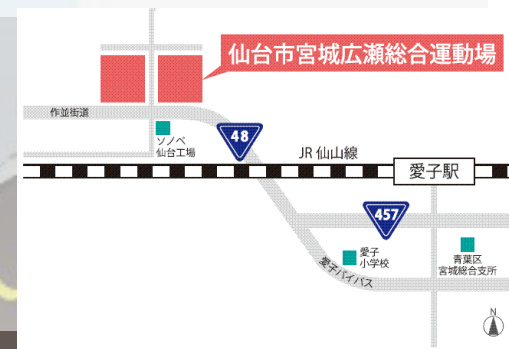 仙台市宮城広瀬総合運動場
作並街道
ソノベ
仙台工場
48
JR 仙山線
愛子駅
457
愛子
小学校
青葉区
宮城総合支所
愛子バイパス
N